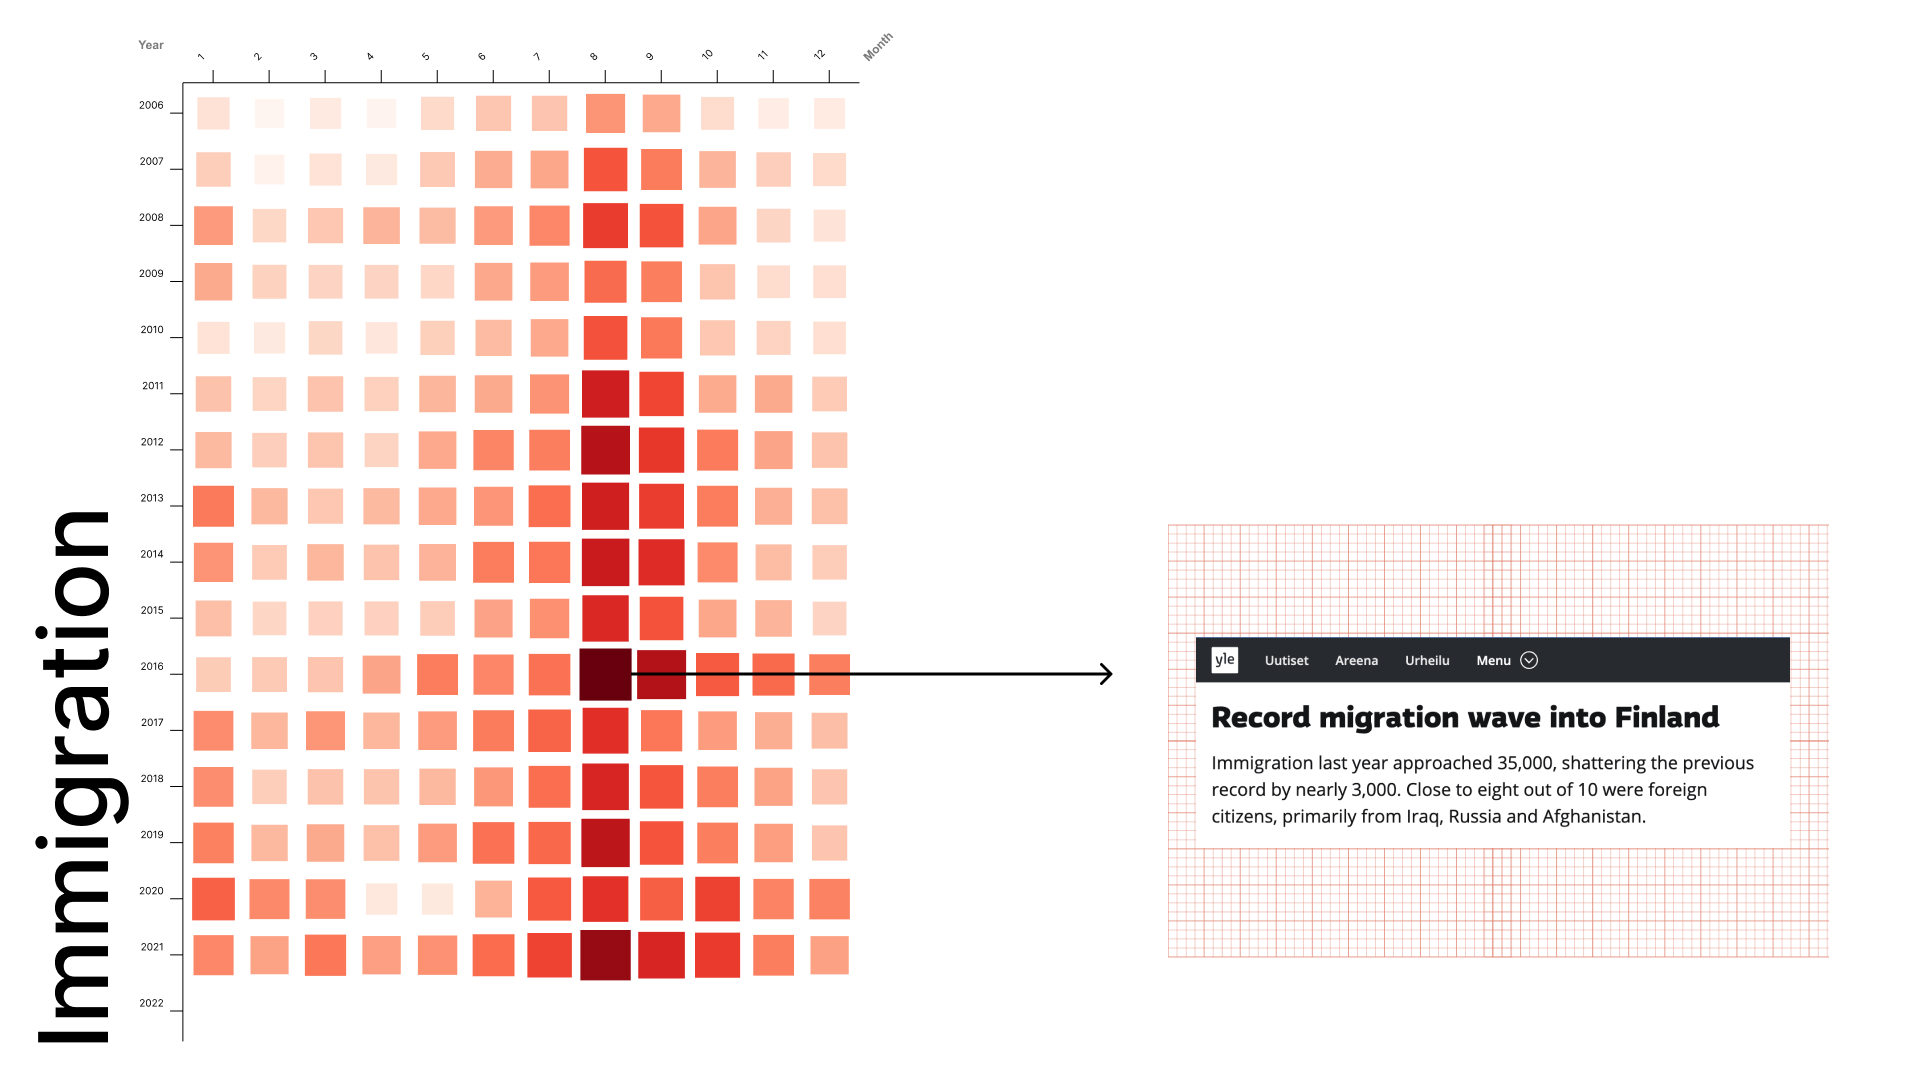 Immigration
Year
1 2 3 4 5 6 7 8 9 10 11 12
Month
2006
2007
2008
2009
2010
2011
2012
2013
2014
2015
2016
2017
2018
2019
2020
2021
2022
yle Uutiset Areena Urheilu Menu
Record migration wave into Finland
Immigration last year approached 35,000, shattering the previous
record by nearly 3,000. Close to eight out of 10 were foreign
citizens, primarily from Iraq, Russia and Afghanistan.